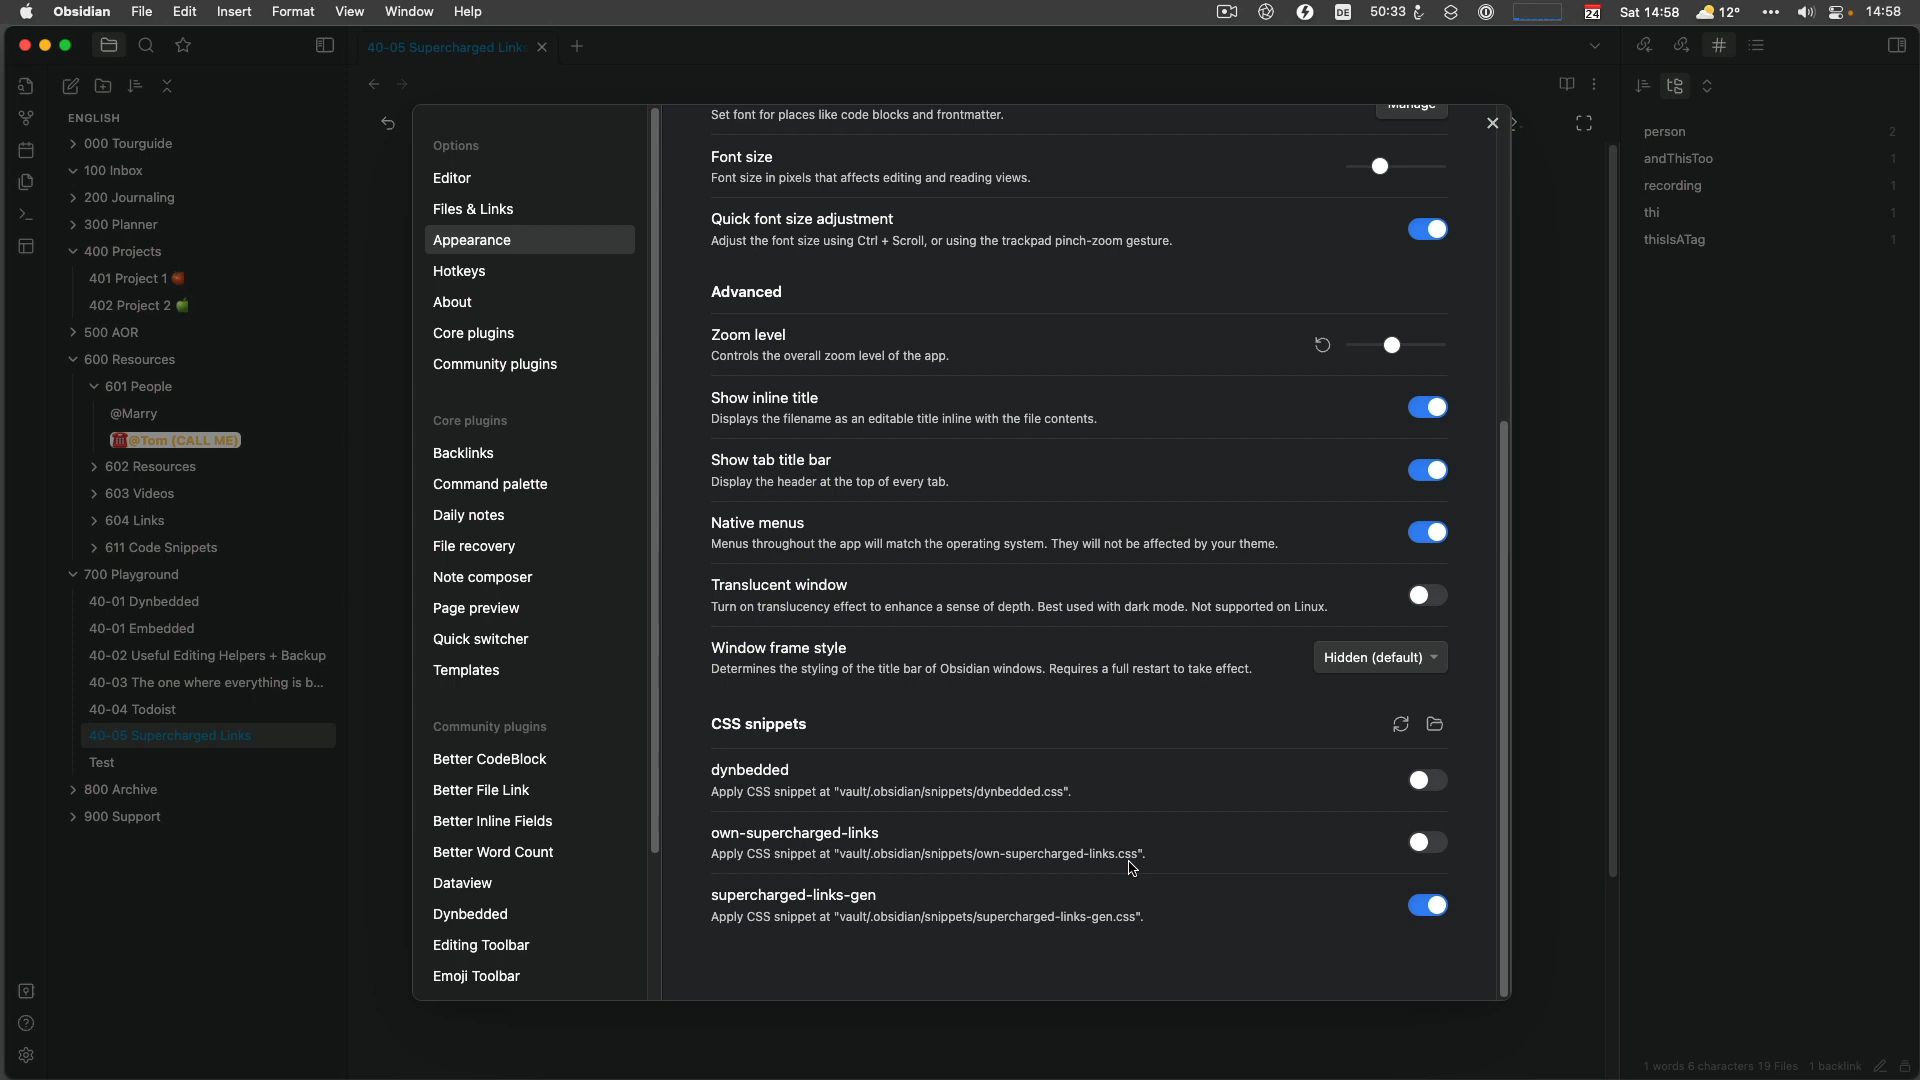 Obsidian File Edit Insert Format View Window Help
DE 50:33 24 Sat 14:58 12° 14:58
40-05 Supercharged Link
ENGLISH
000 Tourguide
100 Inbox
200 Journaling
300 Planner
400 Projects
401 Project 1
402 Project 2
500 AOR
600 Resources
601 People
@Marry
@Tom (CALL ME)
602 Resources
603 Videos
604 Links
611 Code Snippets
700 Playground
40-01 Dynbedded
40-01 Embedded
40-02 Useful Editing Helpers + Backup
40-03 The one where everything is b...
40-04 Todoist
40-05 Supercharged Links
Test
800 Archive
900 Support
Options
Editor
Files & Links
Appearance
Hotkeys
About
Core plugins
Community plugins
Core plugins
Backlinks
Command palette
Daily notes
File recovery
Note composer
Page preview
Quick switcher
Templates
Community plugins
Better CodeBlock
Better File Link
Better Inline Fields
Better Word Count
Dataview
Dynbedded
Editing Toolbar
Emoji Toolbar
Manage
Set font for places like code blocks and frontmatter.
Font size
Font size in pixels that affects editing and reading views.
Quick font size adjustment
Adjust the font size using Ctrl + Scroll, or using the trackpad pinch-zoom gesture.
Advanced
Zoom level
Controls the overall zoom level of the app.
Show inline title
Displays the filename as an editable title inline with the file contents.
Show tab title bar
Display the header at the top of every tab.
Native menus
Menus throughout the app will match the operating system. They will not be affected by your theme.
Translucent window
Turn on translucency effect to enhance a sense of depth. Best used with dark mode. Not supported on Linux.
Window frame style
Determines the styling of the title bar of Obsidian windows. Requires a full restart to take effect.
Hidden (default)
CSS snippets
dynbedded
Apply CSS snippet at "vault/.obsidian/snippets/dynbedded.css".
own-supercharged-links
Apply CSS snippet at "vault/.obsidian/snippets/own-supercharged-links.css".
supercharged-links-gen
Apply CSS snippet at "vault/.obsidian/snippets/supercharged-links-gen.css".
person 2
andThisToo 1
recording 1
thi 1
thisIsATag 1
1 words 6 characters 19 Files 1 backlink